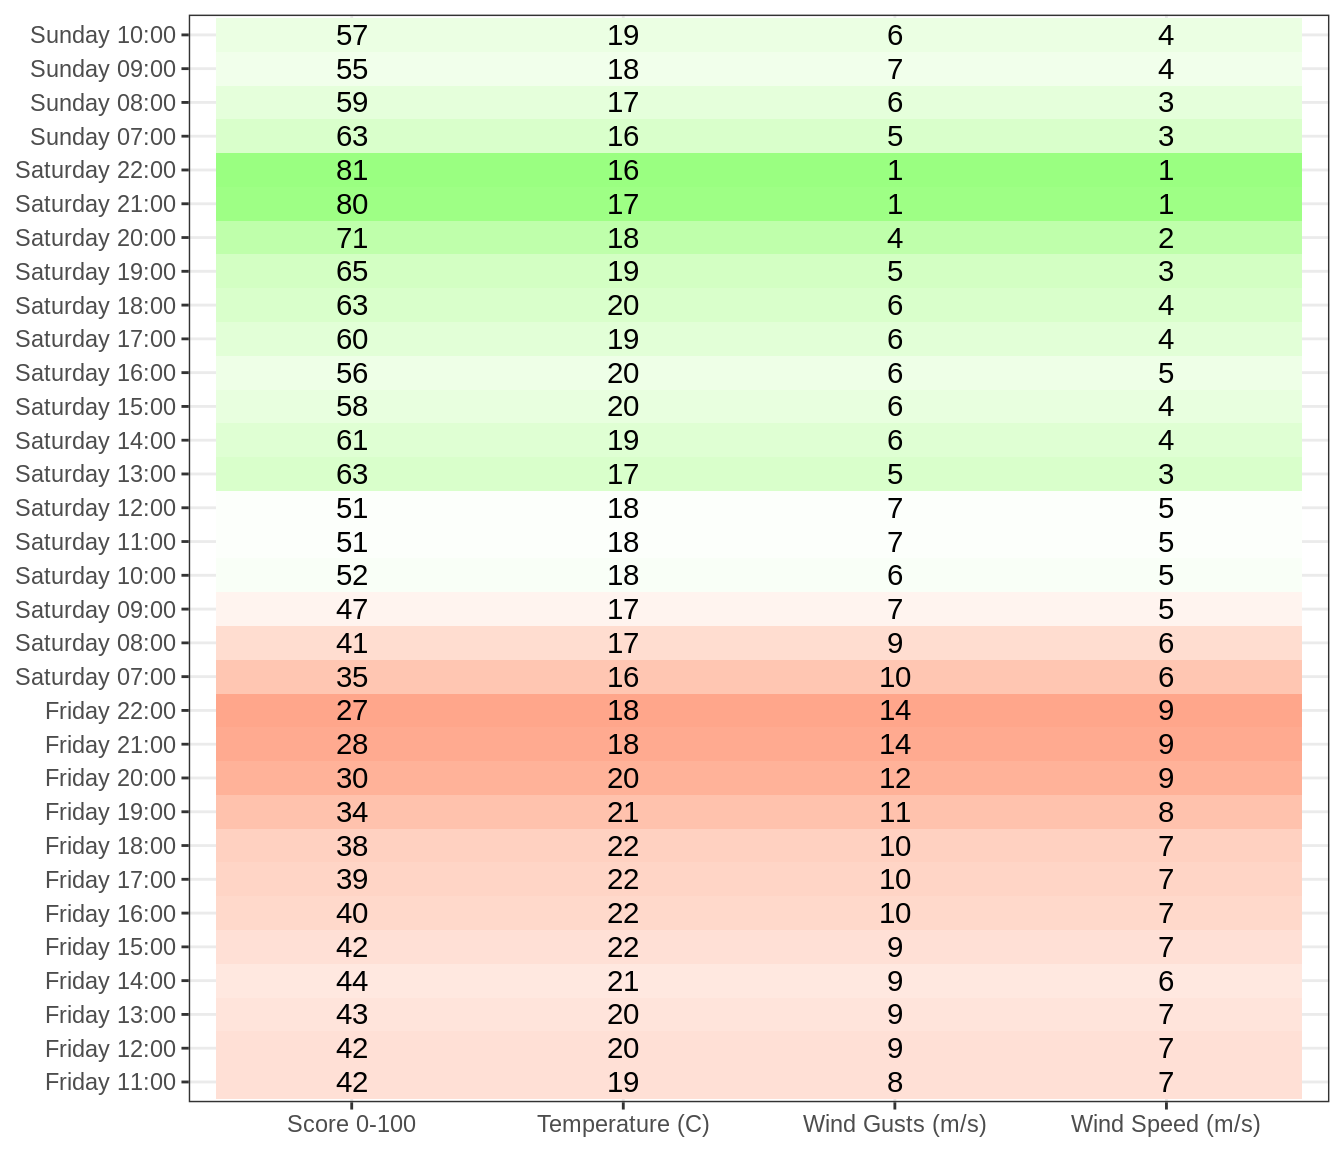 Sunday 10:00 57 19 6 4
Sunday 09:00 55 18 7 4
Sunday 08:00 59 17 6 3
Sunday 07:00 63 16 5 3
Saturday 22:00 81 16 1 1
Saturday 21:00 80 17 1 1
Saturday 20:00 71 18 4 2
Saturday 19:00 65 19 5 3
Saturday 18:00 63 20 6 4
Saturday 17:00 60 19 6 4
Saturday 16:00 56 20 6 5
Saturday 15:00 58 20 6 4
Saturday 14:00 61 19 6 4
Saturday 13:00 63 17 5 3
Saturday 12:00 51 18 7 5
Saturday 11:00 51 18 7 5
Saturday 10:00 52 18 6 5
Saturday 09:00 47 17 7 5
Saturday 08:00 41 17 9 6
Saturday 07:00 35 16 10 6
Friday 22:00 27 18 14 9
Friday 21:00 28 18 14 9
Friday 20:00 30 20 12 9
Friday 19:00 34 21 11 8
Friday 18:00 38 22 10 7
Friday 17:00 39 22 10 7
Friday 16:00 40 22 10 7
Friday 15:00 42 22 9 7
Friday 14:00 44 21 9 6
Friday 13:00 43 20 9 7
Friday 12:00 42 20 9 7
Friday 11:00 42 19 8 7
Score 0-100 Temperature (C) Wind Gusts (m/s) Wind Speed (m/s)